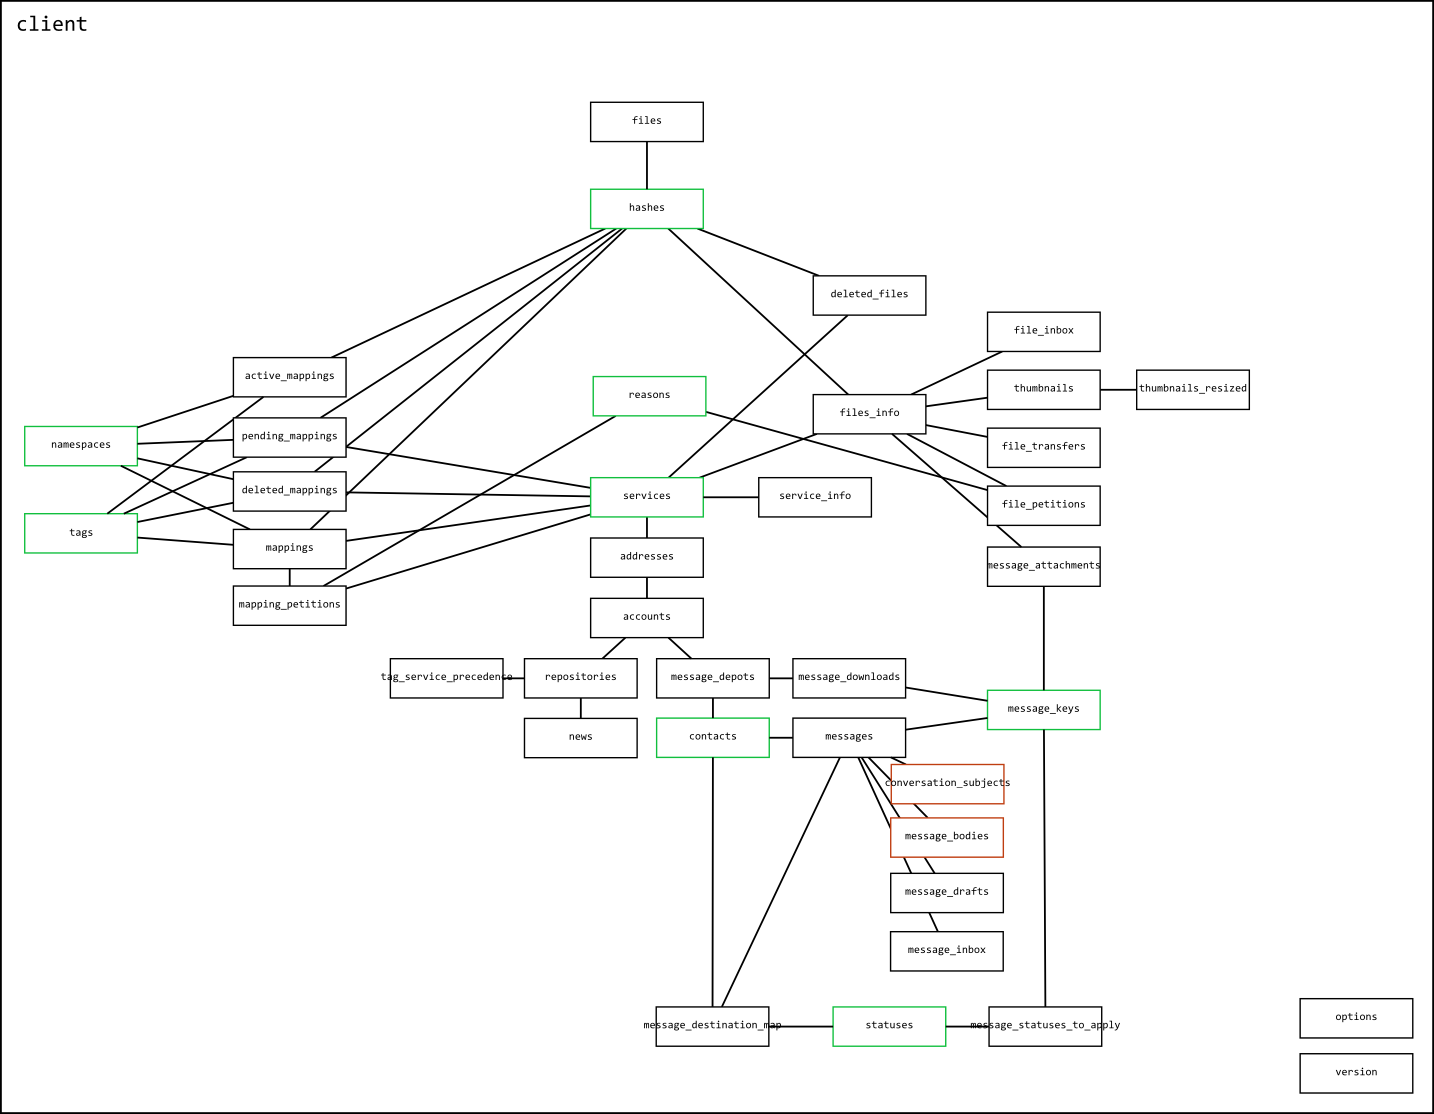 client
files
hashes
deleted_files
file_inbox
active_mappings
reasons
thumbnails
thumbnails_resized
files_info
namespaces
pending_mappings
file_transfers
deleted_mappings
services
service_info
file_petitions
tags
mappings
addresses
message_attachments
mapping_petitions
accounts
tag_service_precedence
repositories
message_depots
message_downloads
message_keys
news
contacts
messages
conversation_subjects
message_bodies
message_drafts
message_inbox
message_destination_map
statuses
message_statuses_to_apply
options
version